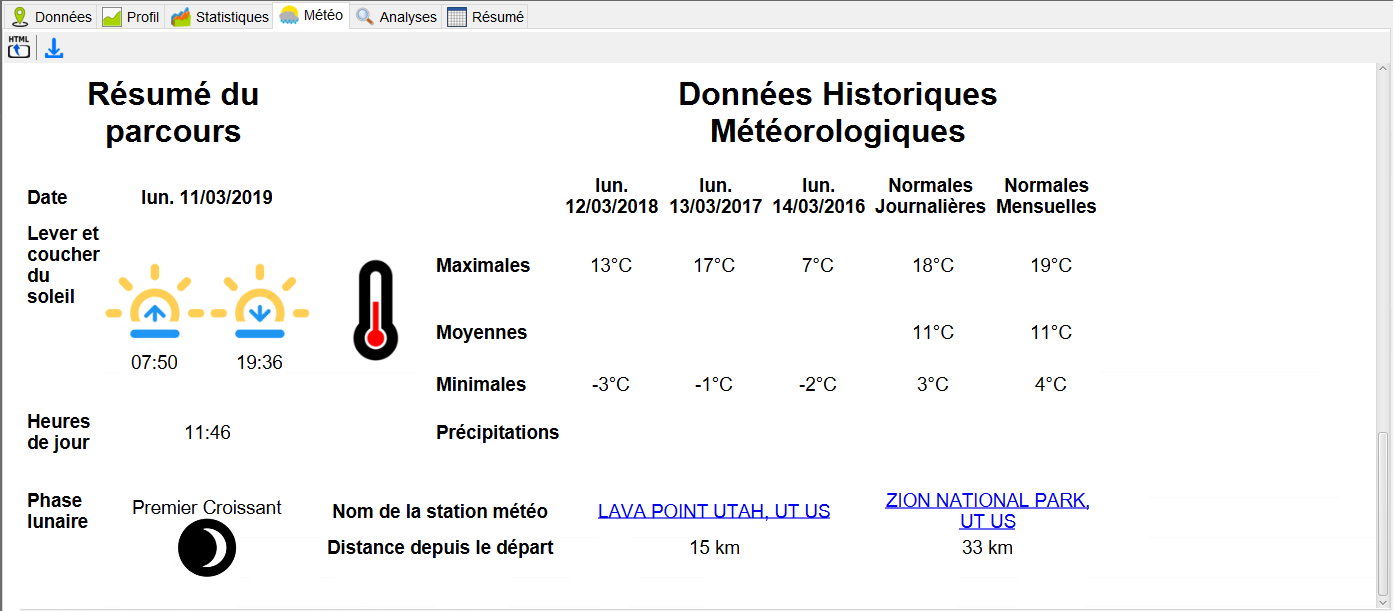 Données Profil Statistiques Météo Analyses Résumé
HTML
Résumé du
parcours
Date lun. 11/03/2019
Lever et
coucher
du
soleil
07:50 19:36
Heures
de jour
11:46
Phase
lunaire
Premier Croissant
Données Historiques
Météorologiques
lun. lun. lun. Normales Normales
12/03/2018 13/03/2017 14/03/2016 Journalières Mensuelles
Maximales 13°C 17°C 7°C 18°C 19°C
Moyennes 11°C 11°C
Minimales -3°C -1°C -2°C 3°C 4°C
Précipitations
Nom de la station météo LAVA POINT UTAH, UT US ZION NATIONAL PARK,
UT US
Distance depuis le départ 15 km 33 km